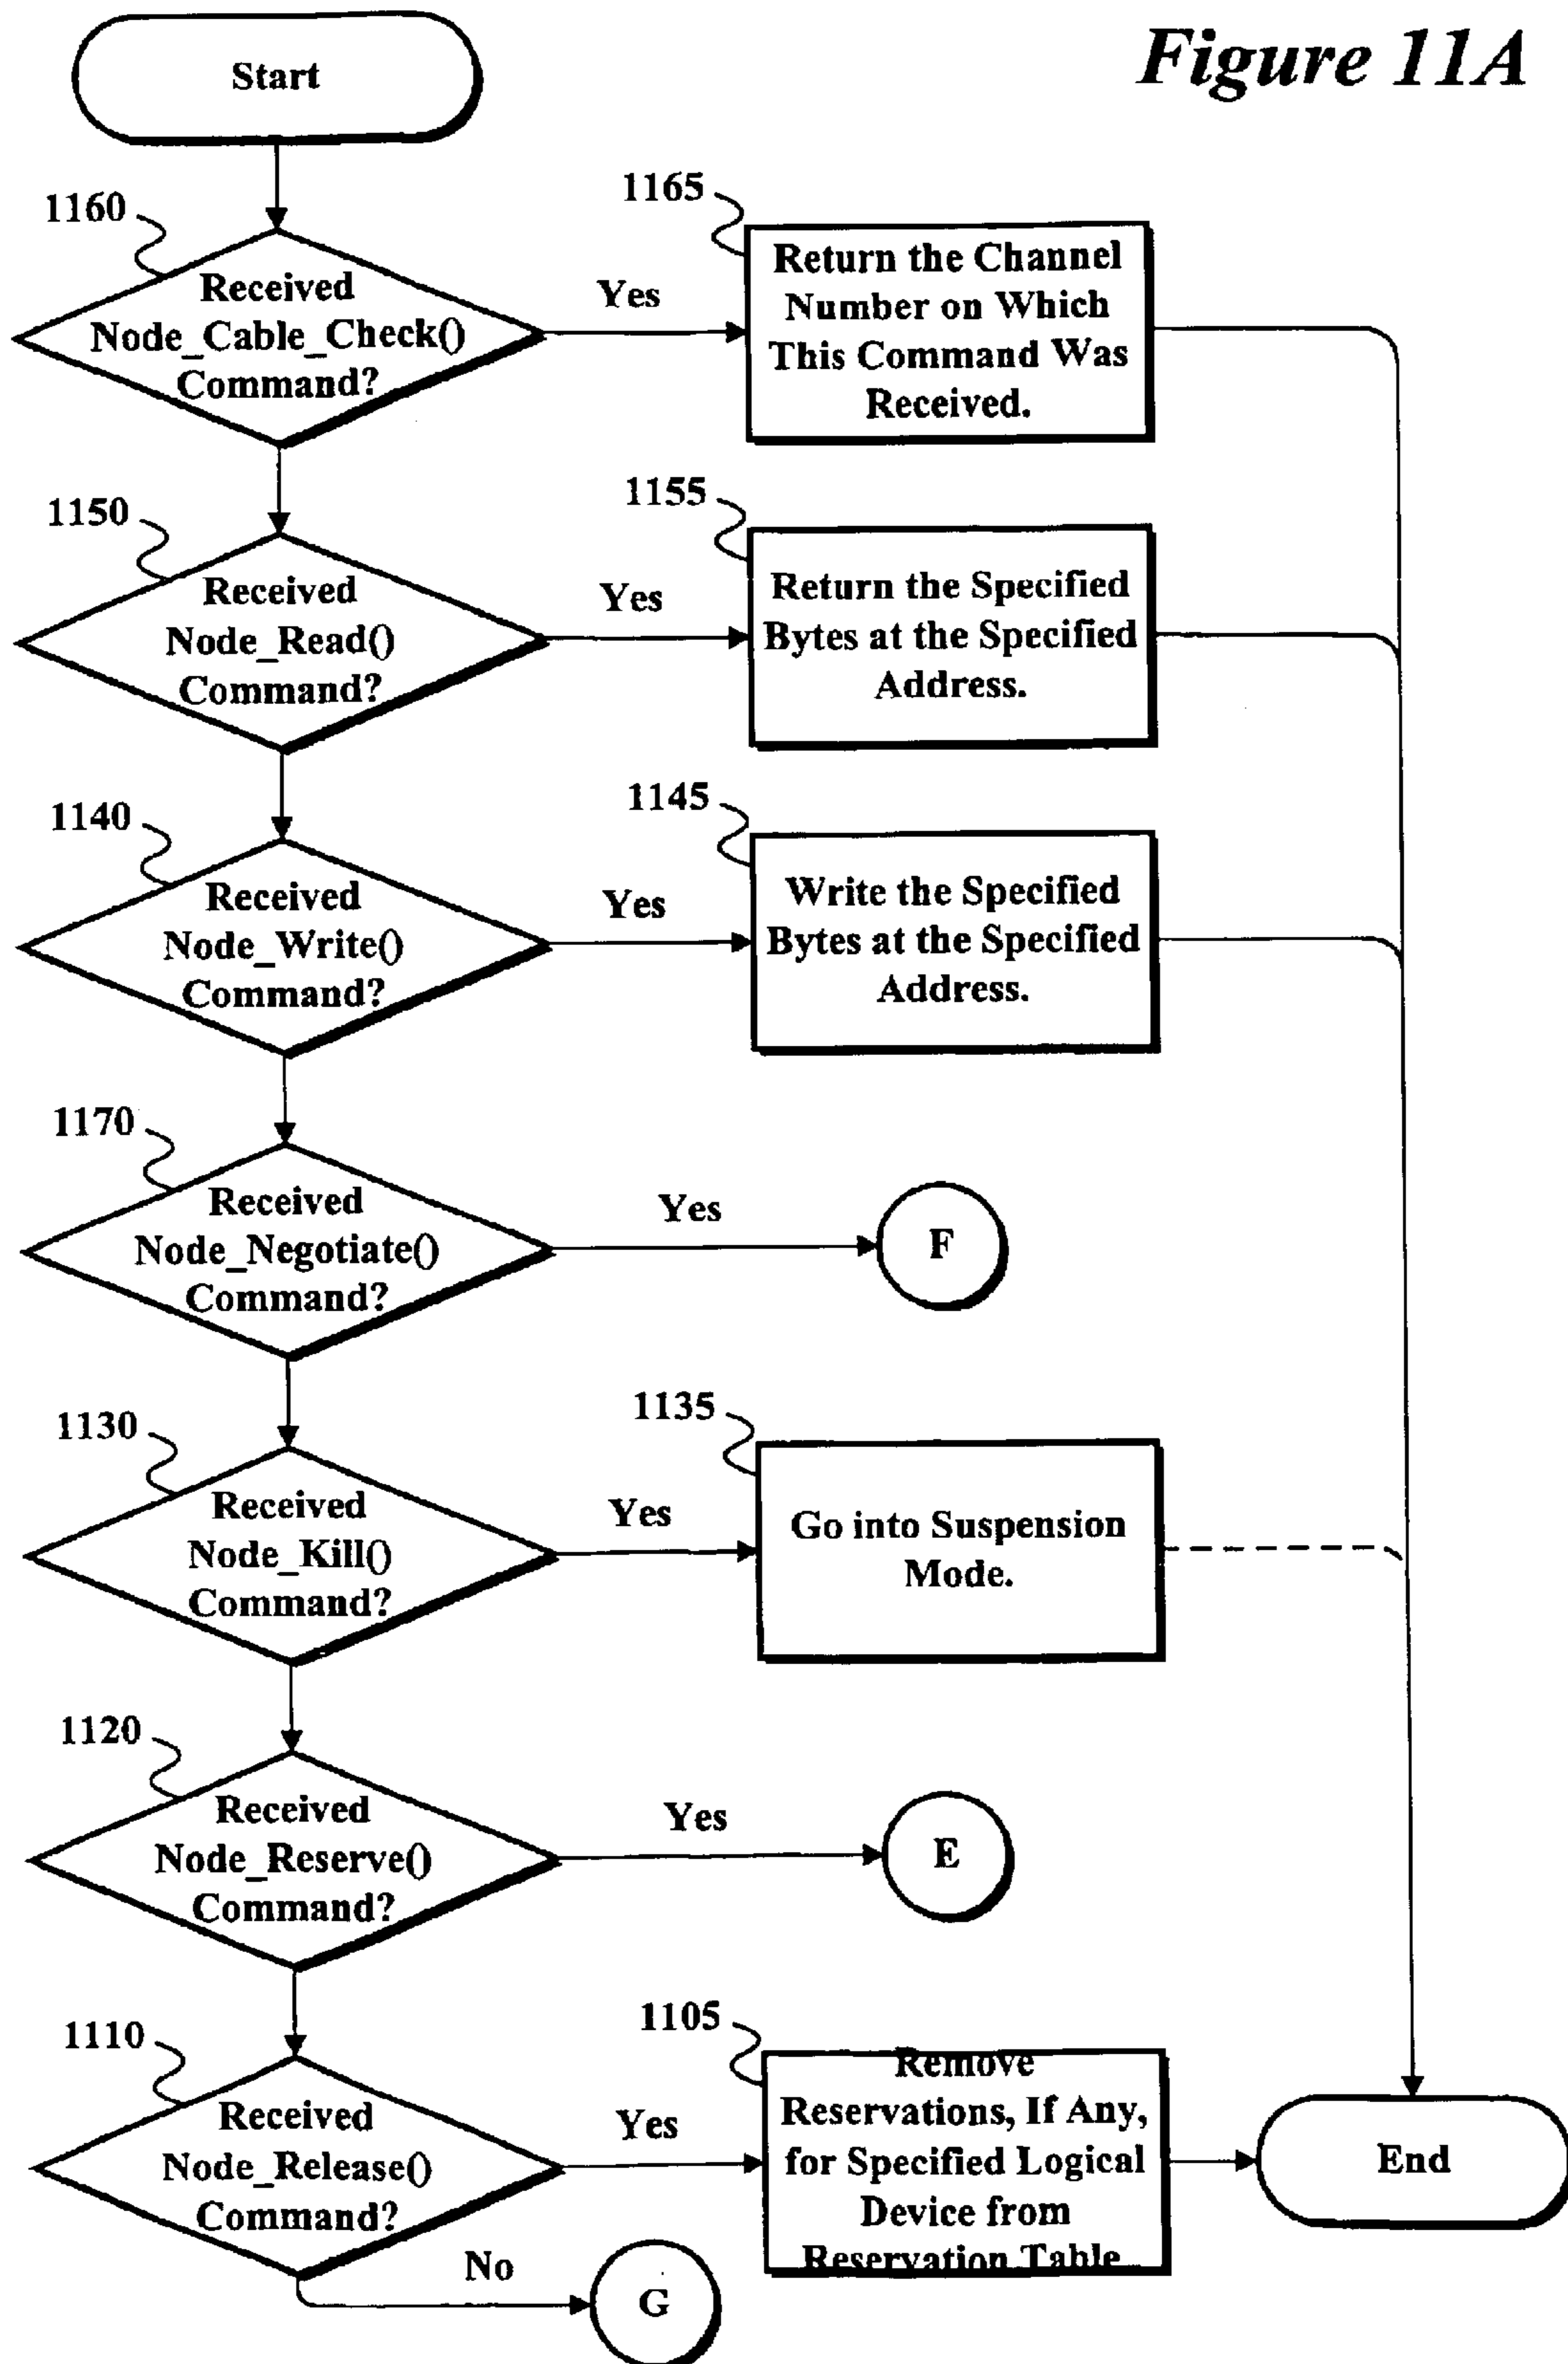 Figure 11A
Start
1160
Received
Node_Cable_Check()
Command?
Yes
1165
Return the Channel
Number on Which
This Command Was
Received.
1150
Received
Node_Read()
Command?
Yes
1155
Return the Specified
Bytes at the Specified
Address.
1140
Received
Node_Write()
Command?
Yes
1145
Write the Specified
Bytes at the Specified
Address.
1170
Received
Node_Negotiate()
Command?
Yes
F
1130
Received
Node_Kill()
Command?
Yes
1135
Go into Suspension
Mode.
1120
Received
Node_Reserve()
Command?
Yes
E
1110
Received
Node_Release()
Command?
Yes
1105
Remove
Reservations, If Any,
for Specified Logical
Device from
Reservation Table
End
No
G